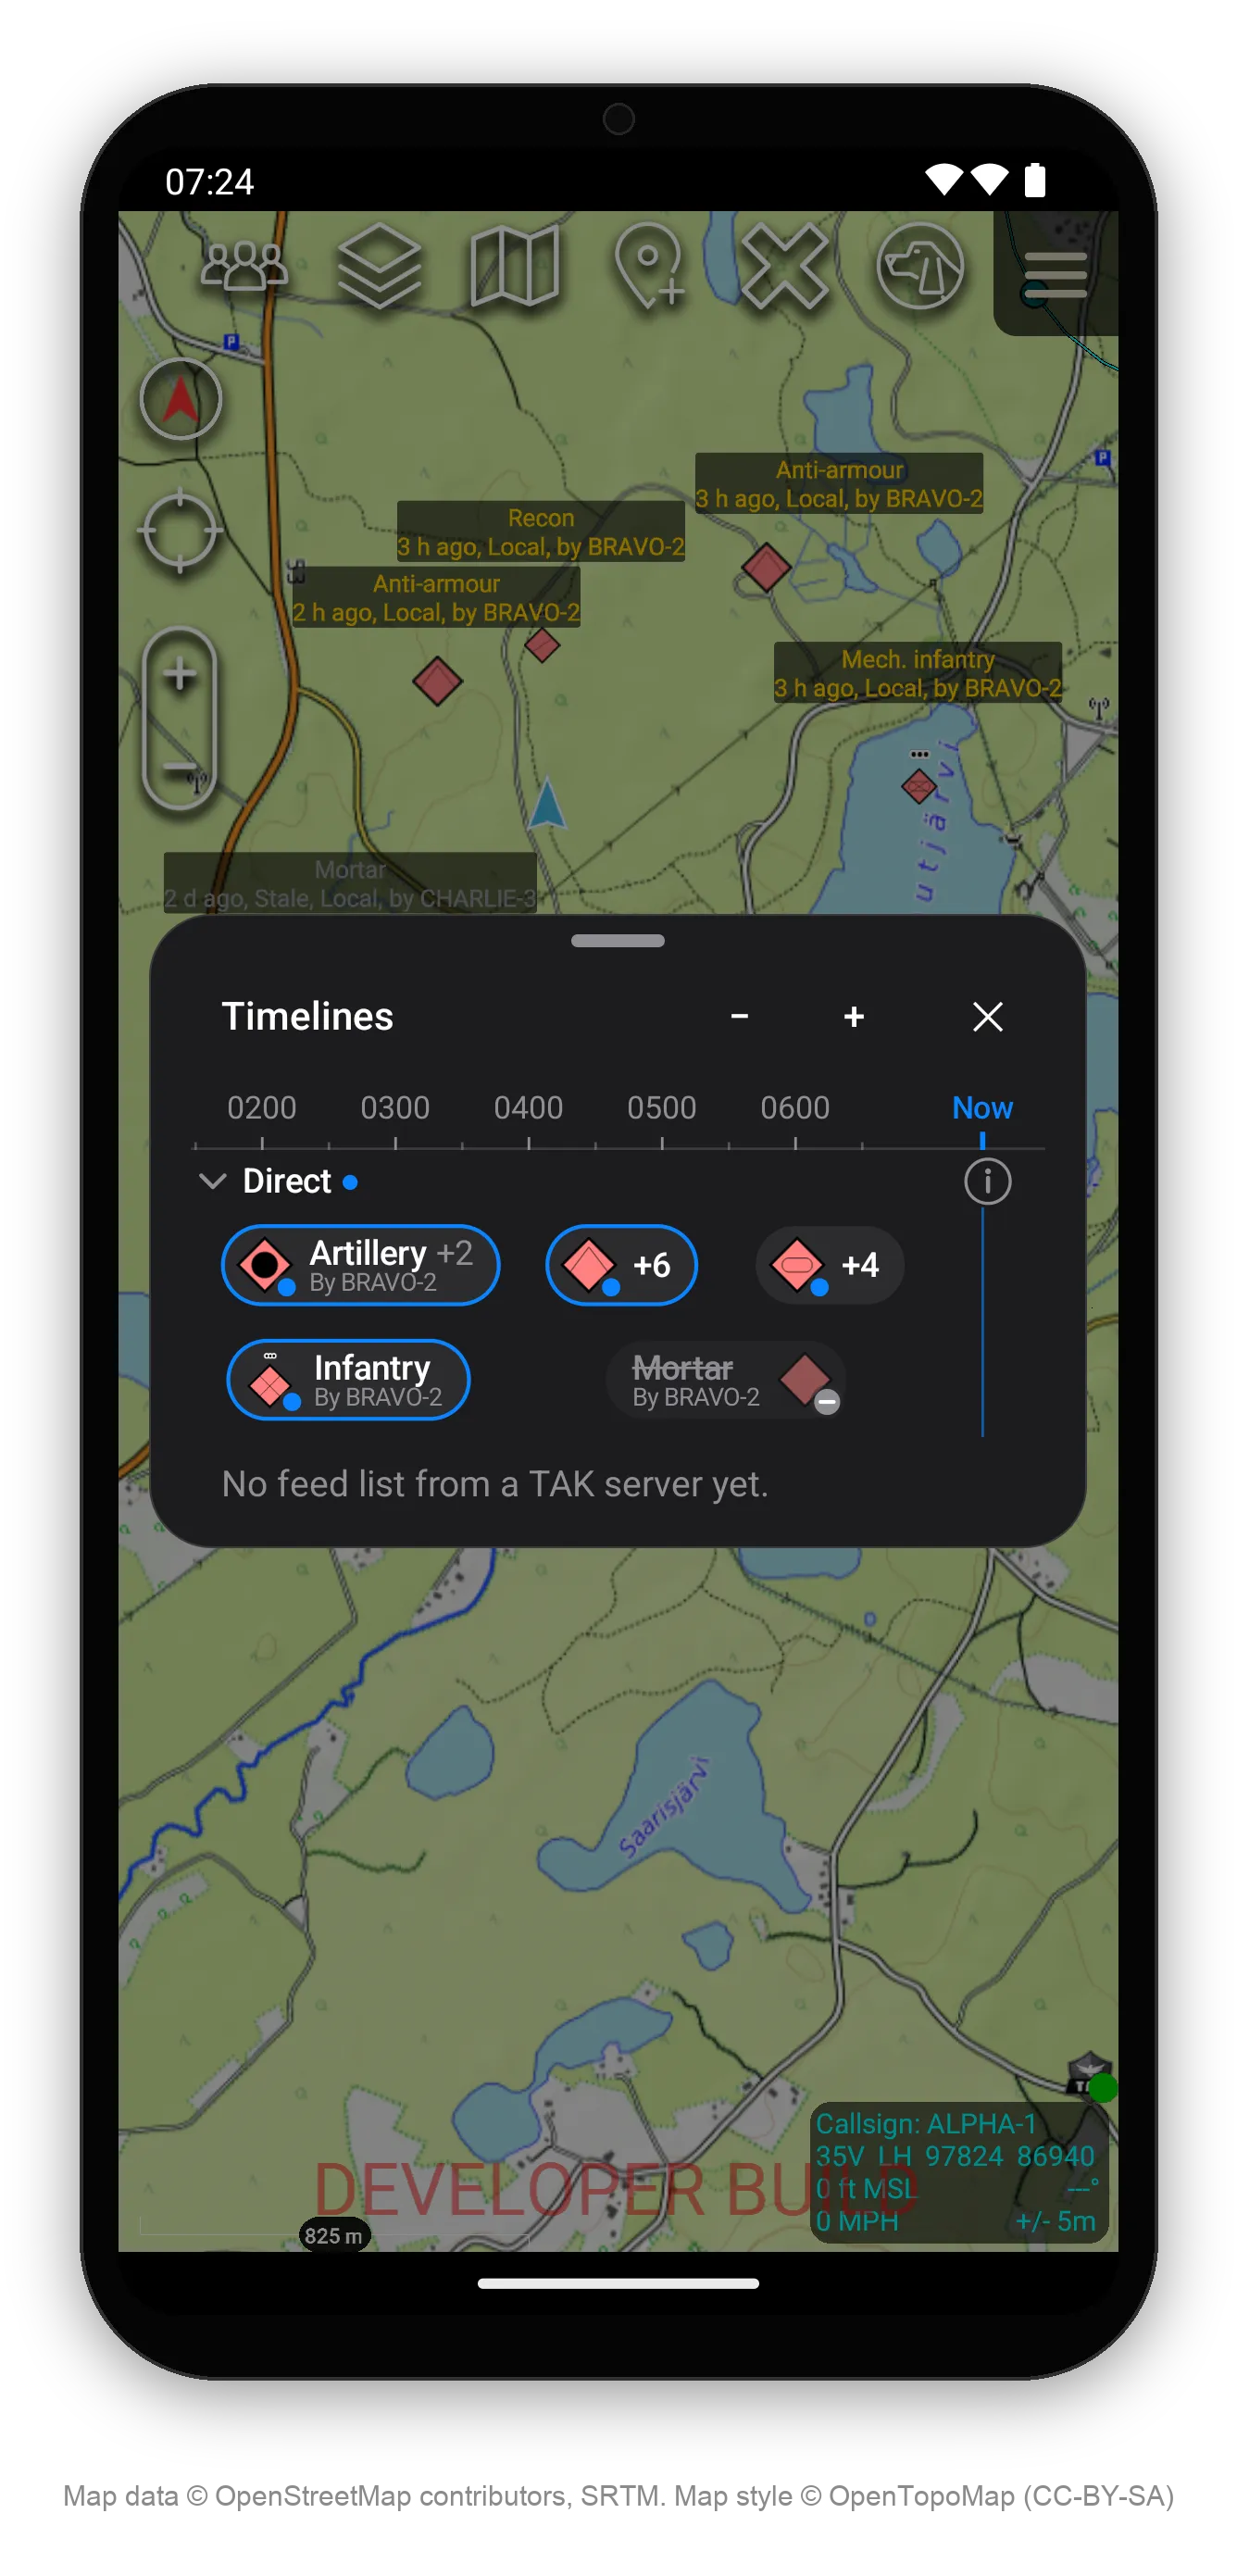 07:24
P
P
Anti-armour
3 h ago, Local, by BRAVO-2
Recon
3 h ago, Local, by BRAVO-2
Anti-armour
2 h ago, Local, by BRAVO-2
Mech. infantry
3 h ago, Local, by BRAVO-2
utjärvi
Mortar
2 d ago, Stale, Local, by CHARLIE-3
Timelines
0200 0300 0400 0500 0600 Now
Direct
Artillery +2
By BRAVO-2
+6
+4
Infantry
By BRAVO-2
Mortar
By BRAVO-2
No feed list from a TAK server yet.
Saarisjärvi
Callsign: ALPHA-1
35V LH 97824 86940
0 ft MSL ---°
0 MPH +/- 5m
DEVELOPER BUILD
825 m
Map data © OpenStreetMap contributors, SRTM. Map style © OpenTopoMap (CC-BY-SA)